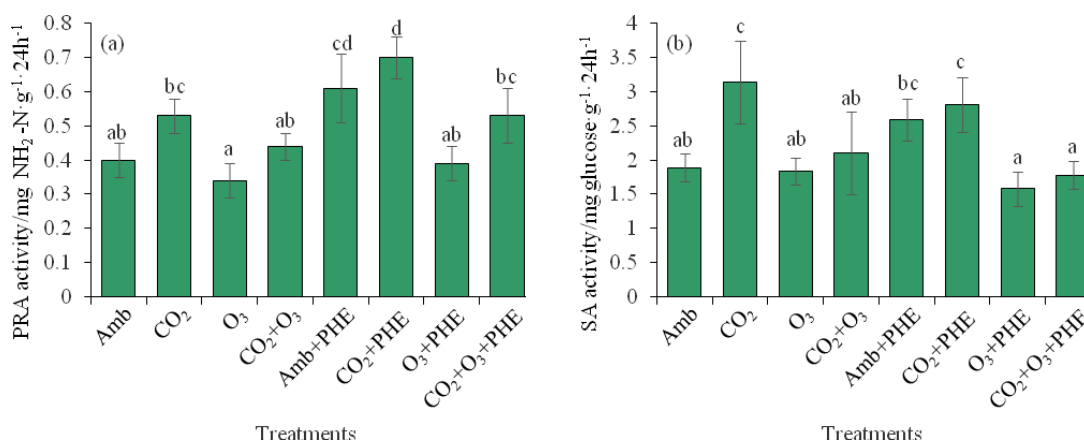 (a)
PRA activity/mg NH₂ -N·g⁻¹·24h⁻¹
0.8
0.7
0.6
0.5
0.4
0.3
0.2
0.1
0
ab
bc
a
ab
cd
d
ab
bc
Amb
CO₂
O₃
CO₂+O₃
Amb+PHE
CO₂+PHE
O₃+PHE
CO₂+O₃+PHE
Treatments
(b)
SA activity/mg glucose·g⁻¹·24h⁻¹
4
3.5
3
2.5
2
1.5
1
0.5
0
ab
c
ab
ab
bc
c
a
a
Amb
CO₂
O₃
CO₂+O₃
Amb+PHE
CO₂+PHE
O₃+PHE
CO₂+O₃+PHE
Treatments